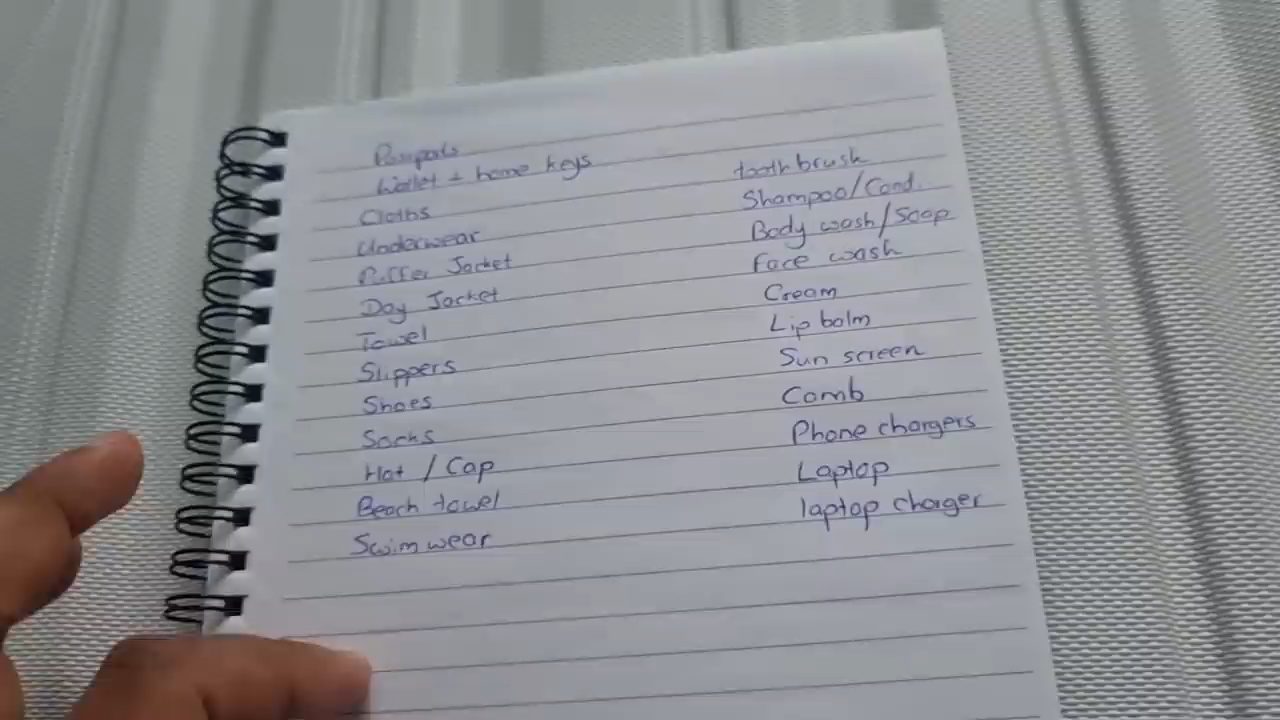 Passports
Wallet + home keys
Cloths
Underwear
Puffer Jacket
Day Jacket
Towel
Slippers
Shoes
Socks
Hat / Cap
Beach towel
Swim wear
toothbrush
Shampoo/Cond.
Body wash/Soap
Face wash
Cream
Lip balm
Sun screen
Comb
Phone chargers
Laptop
laptop charger